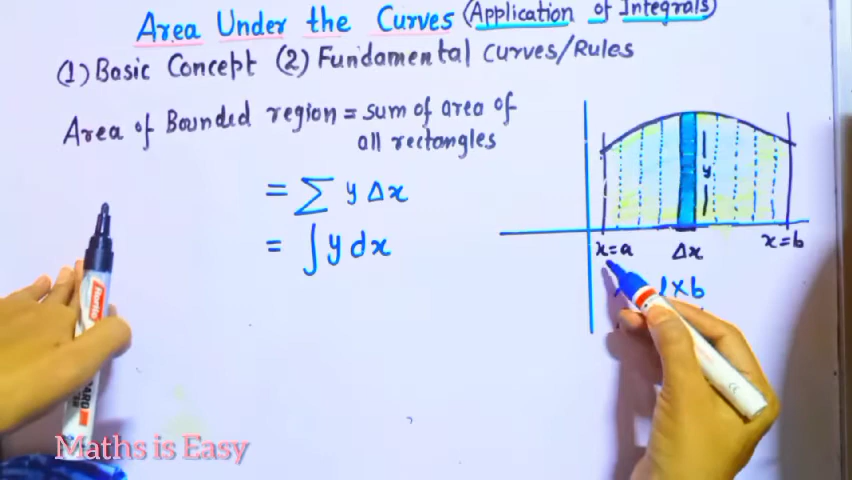 Area Under the Curves (Application of Integrals)
(1) Basic Concept (2) Fundamental Curves/Rules
Area of Bounded region = sum of area of
all rectangles
= ∑ y Δx
= ∫ y dx
y
x=a Δx x=b
l×b
Maths is Easy